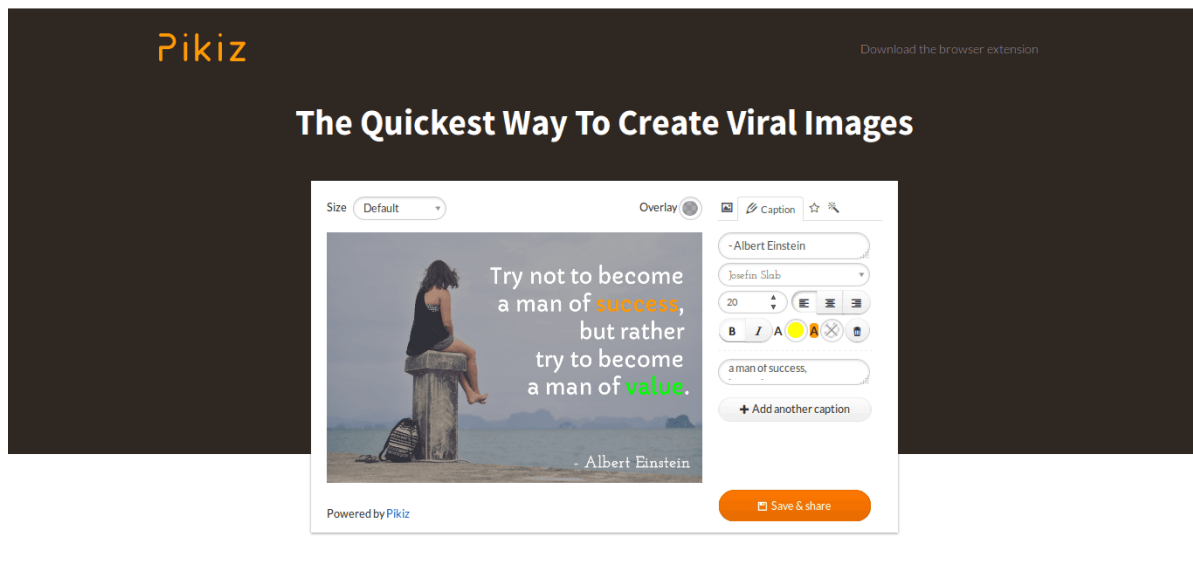 Pikiz
Download the browser extension
The Quickest Way To Create Viral Images
Size
Default
Overlay
Caption
Try not to become
a man of success,
but rather
try to become
a man of value.
- Albert Einstein
- Albert Einstein
Josefin Slab
20
B I A A
a man of success,
+ Add another caption
Save & share
Powered by Pikiz